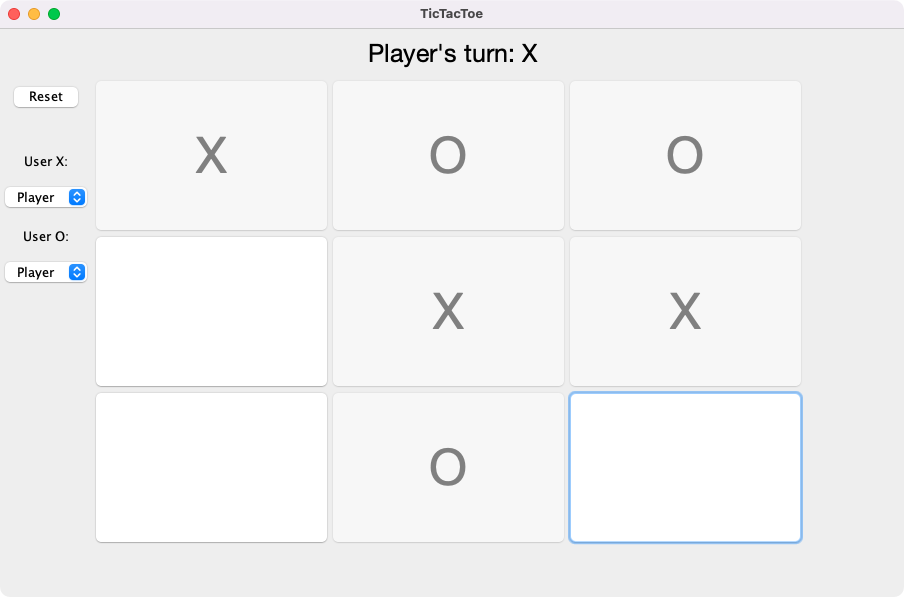 TicTacToe
Player's turn: X
Reset
User X:
Player
User O:
Player
X O O
X X
O